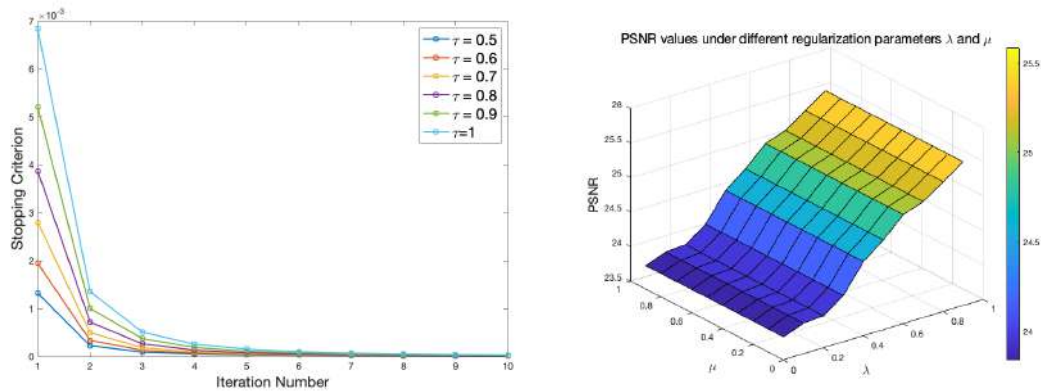 ×10⁻³
7
6
5
4
3
2
1
0
1 2 3 4 5 6 7 8 9 10
Stopping Criterion
Iteration Number
τ = 0.5
τ = 0.6
τ = 0.7
τ = 0.8
τ = 0.9
τ=1
PSNR values under different regularization parameters λ and μ
26
25.5
25
24.5
24
23.5
PSNR
1
0.8
0.6
0.4
0.2
0
μ
0
0.2
0.4
0.6
0.8
1
λ
25.5
25
24.5
24